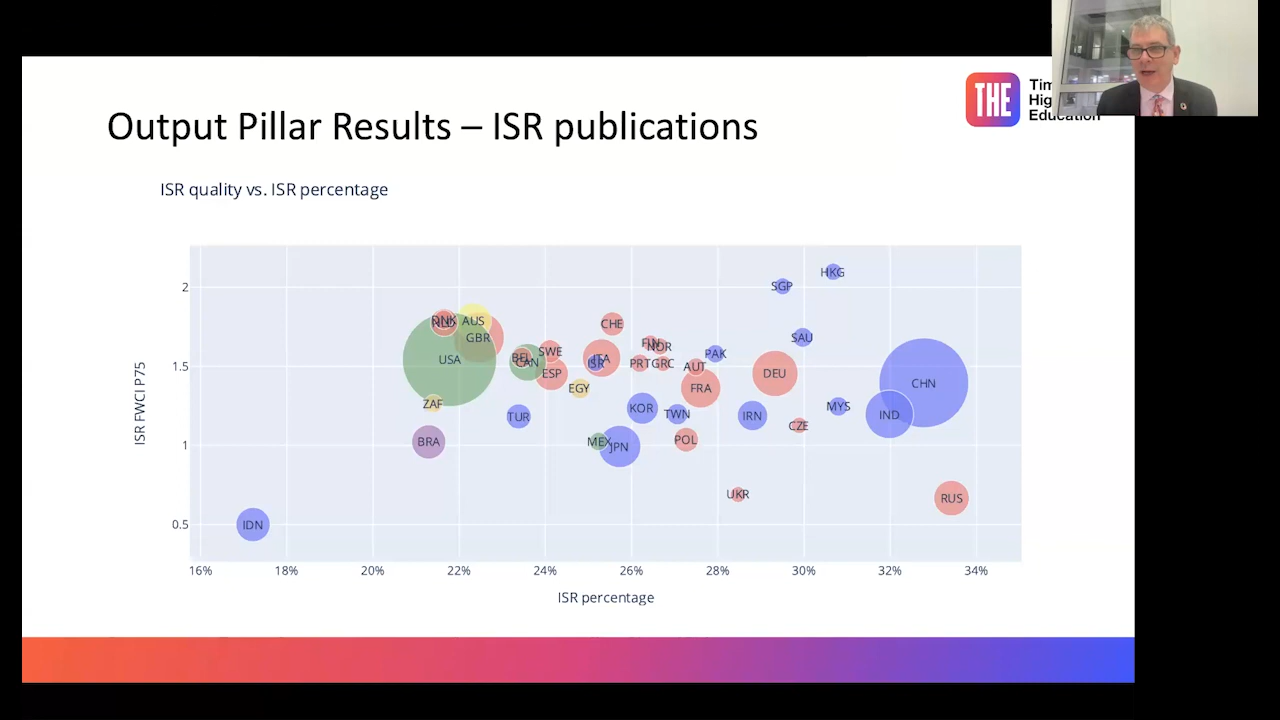 Output Pillar Results – ISR publications
THE
Tim
Hig
Education
ISR quality vs. ISR percentage
HKG
SGP
2
DNK
NLD
AUS
CHE
GBR
SAU
FIN
NOR
SWE
PAK
USA
BEL
CAN
ISR
ITA
PRT
GRC
1.5
AUT
ESP
DEU
EGY
FRA
CHN
ISR FWCI P75
ZAF
KOR
MYS
TUR
TWN
IRN
IND
CZE
BRA
MEX
JPN
POL
1
UKR
RUS
IDN
0.5
16% 18% 20% 22% 24% 26% 28% 30% 32% 34%
ISR percentage